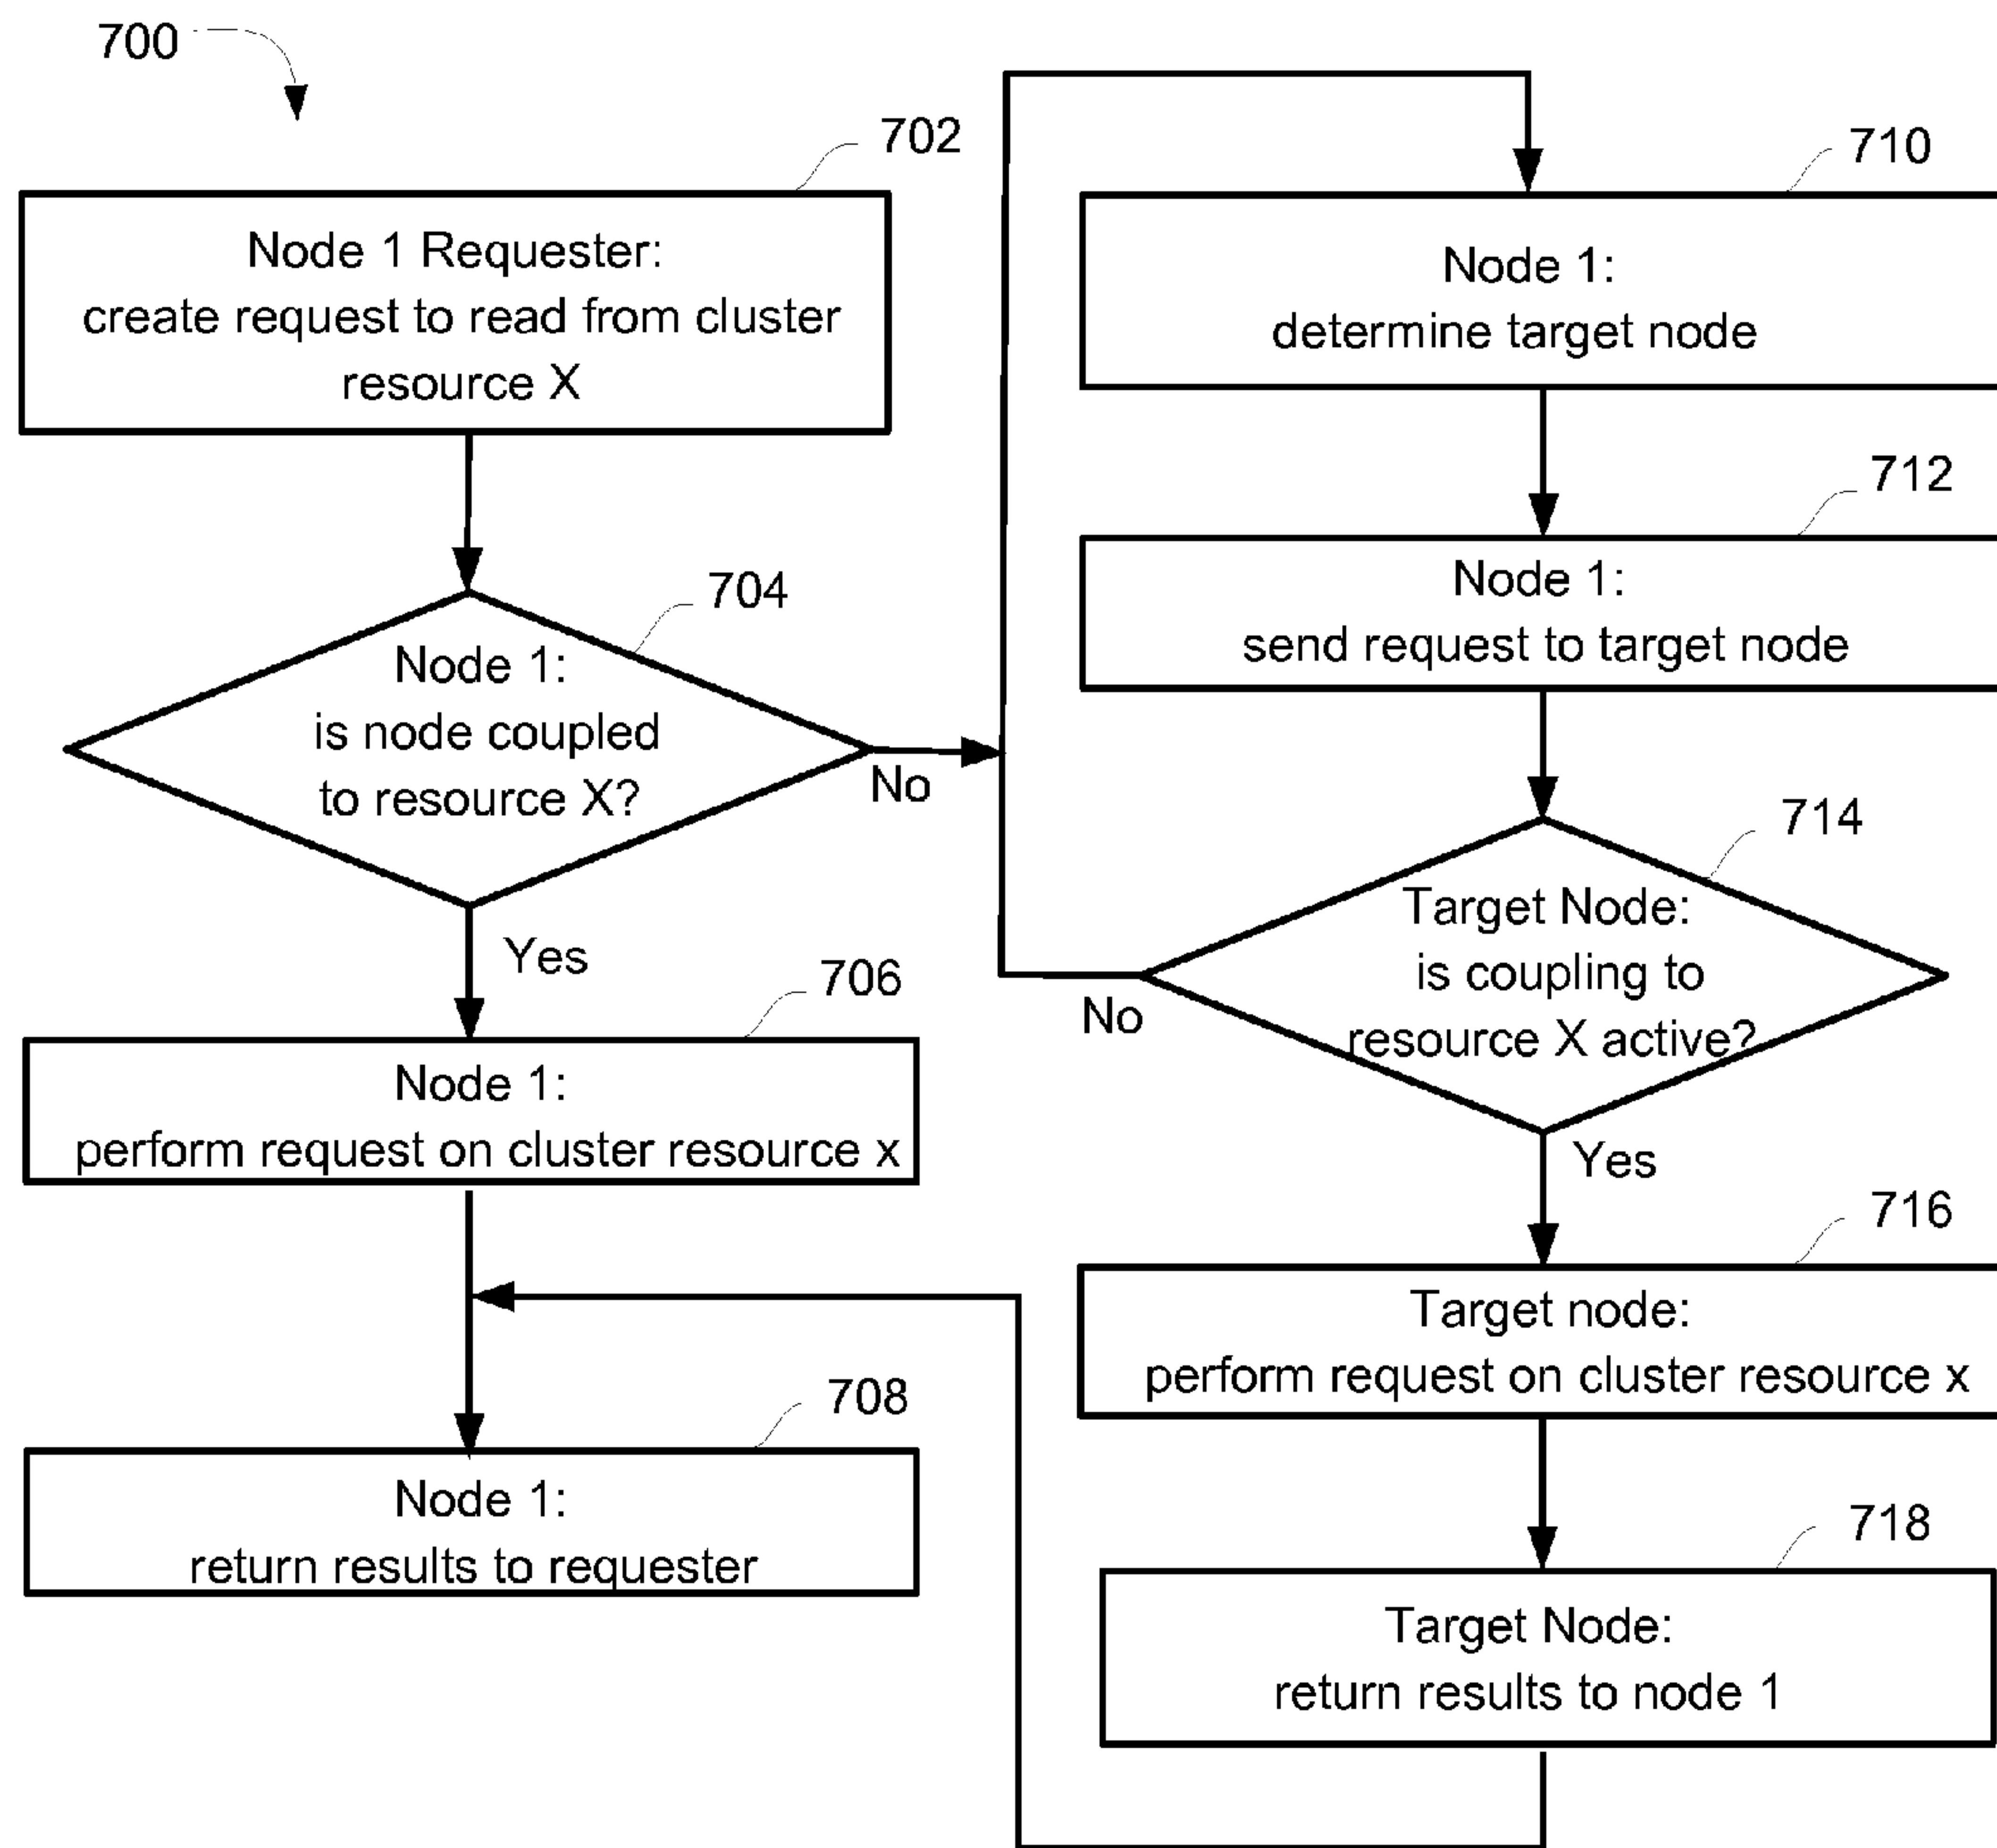 700
702
Node 1 Requester:
create request to read from cluster
resource X
704
Node 1:
is node coupled
to resource X?
No
Yes
706
Node 1:
perform request on cluster resource x
708
Node 1:
return results to requester
710
Node 1:
determine target node
712
Node 1:
send request to target node
714
Target Node:
is coupling to
resource X active?
No
Yes
716
Target node:
perform request on cluster resource x
718
Target Node:
return results to node 1